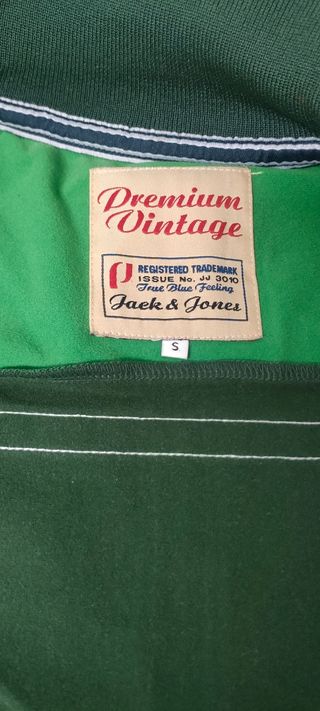 Premium
Vintage
REGISTERED TRADEMARK
ISSUE No. JJ 3010
True Blue Feeling
Jack & Jones
S